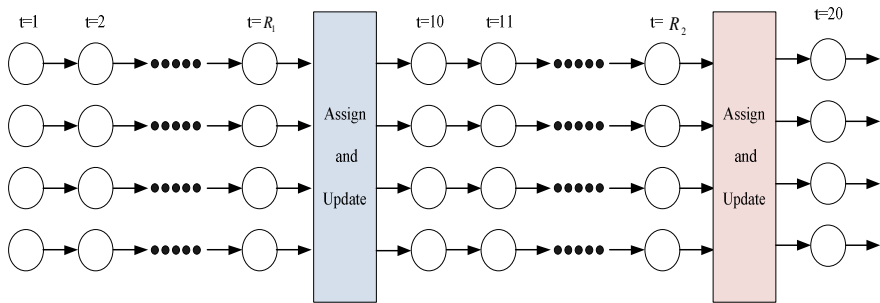 t=1
t=2
t=R₁
t=10
t=11
t= R₂
t=20
Assign
and
Update
Assign
and
Update